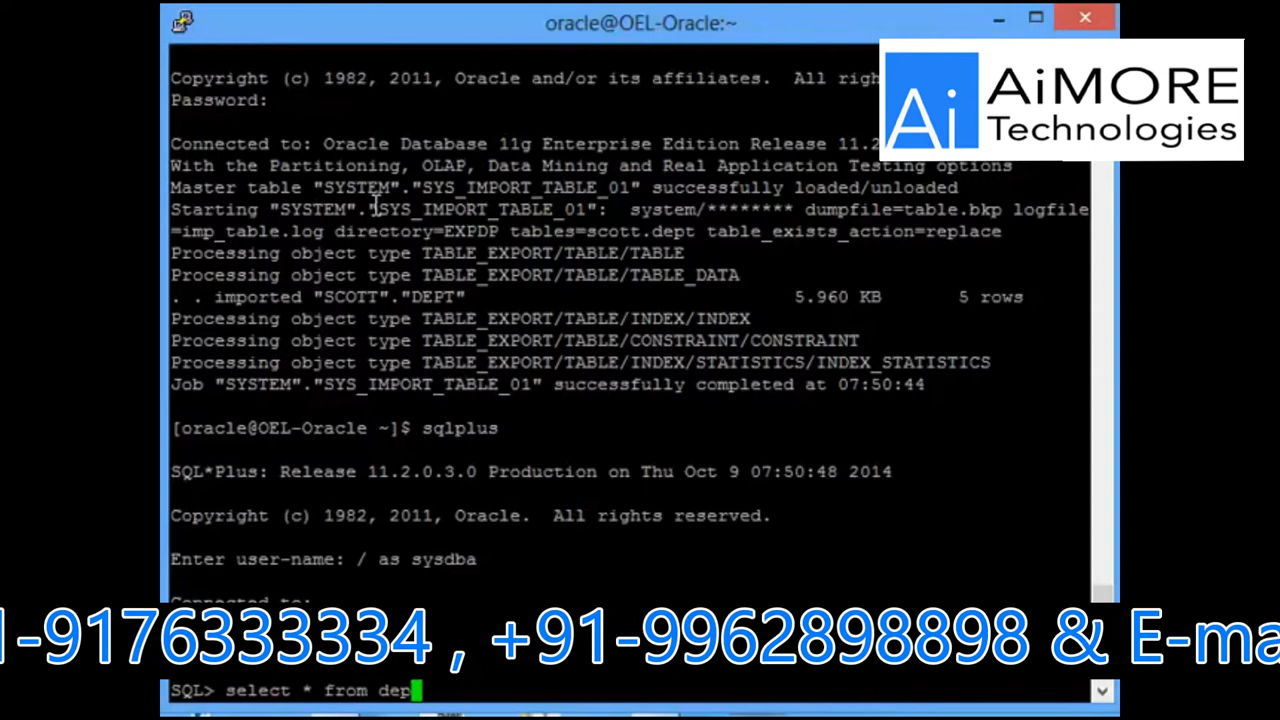 oracle@OEL-Oracle:~
Copyright (c) 1982, 2011, Oracle and/or its affiliates.  All righ
Password:
Ai
AiMORE
Technologies
Connected to: Oracle Database 11g Enterprise Edition Release 11.2
With the Partitioning, OLAP, Data Mining and Real Application Testing options
Master table "SYSTEM"."SYS_IMPORT_TABLE_01" successfully loaded/unloaded
Starting "SYSTEM"."SYS_IMPORT_TABLE_01":  system/******** dumpfile=table.bkp logfile
=imp_table.log directory=EXPDP tables=scott.dept table_exists_action=replace
Processing object type TABLE_EXPORT/TABLE/TABLE
Processing object type TABLE_EXPORT/TABLE/TABLE_DATA
. . imported "SCOTT"."DEPT"                              5.960 KB       5 rows
Processing object type TABLE_EXPORT/TABLE/INDEX/INDEX
Processing object type TABLE_EXPORT/TABLE/CONSTRAINT/CONSTRAINT
Processing object type TABLE_EXPORT/TABLE/INDEX/STATISTICS/INDEX_STATISTICS
Job "SYSTEM"."SYS_IMPORT_TABLE_01" successfully completed at 07:50:44
[oracle@OEL-Oracle ~]$ sqlplus
SQL*Plus: Release 11.2.0.3.0 Production on Thu Oct 9 07:50:48 2014
Copyright (c) 1982, 2011, Oracle.  All rights reserved.
Enter user-name: / as sysdba
Connected to:
1-9176333334 , +91-9962898898 & E-ma
SQL> select * from dep